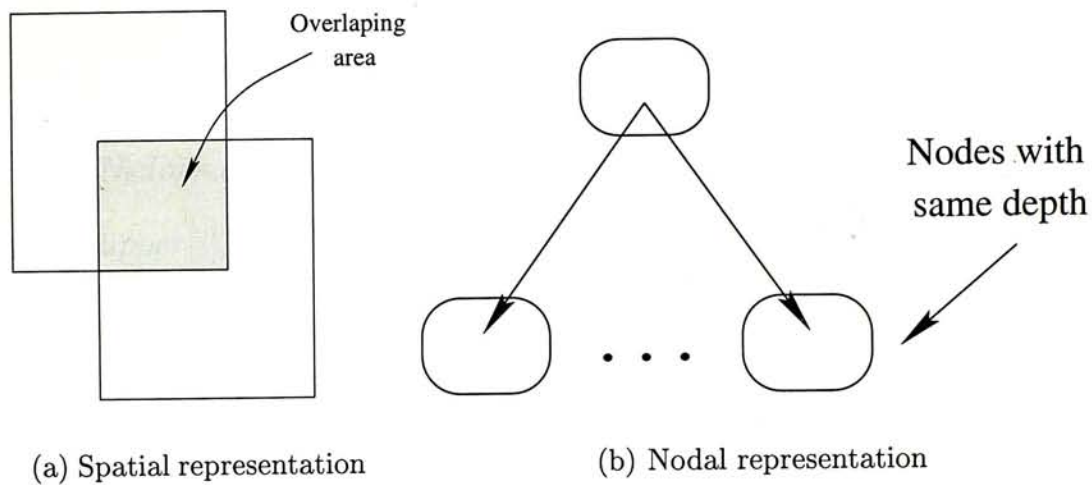 Overlaping
area
Nodes with
same depth
(a) Spatial representation
(b) Nodal representation